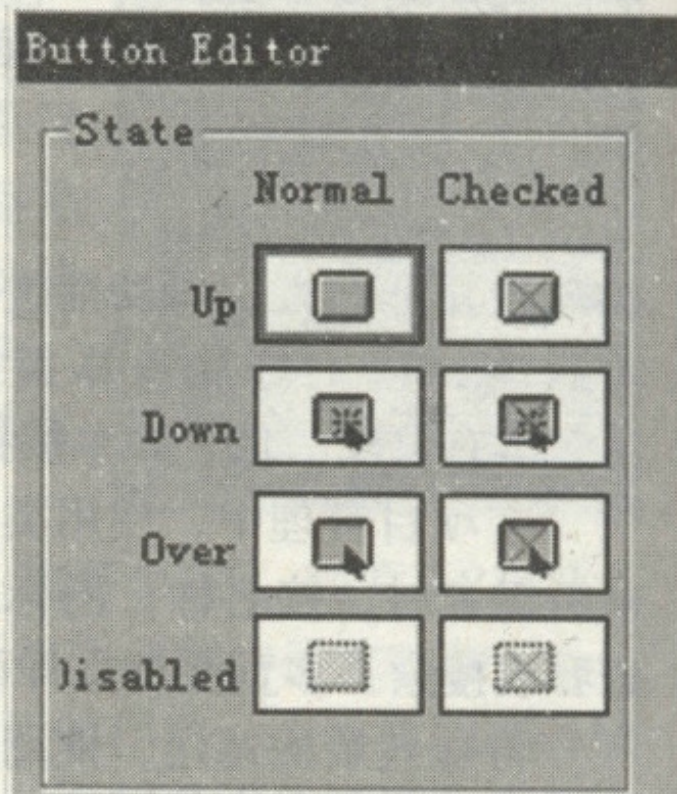 Button Editor
State
Normal Checked
Up
Down
Over
)isabled